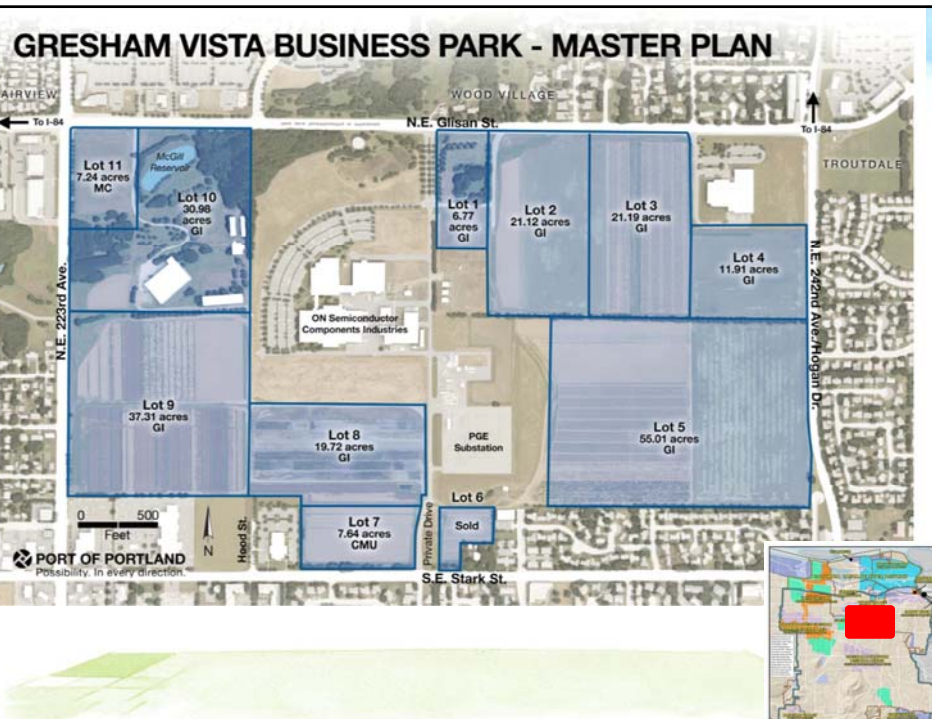 GRESHAM VISTA BUSINESS PARK - MASTER PLAN
WOOD VILLAGE
To I-84
N.E. Glisan St.
To I-84
TROUTDALE
Lot 11
7.24 acres
MC
McGill
Reservoir
Lot 10
30.98
acres
GI
Lot 1
6.77
acres
GI
Lot 2
21.12 acres
GI
Lot 3
21.19 acres
GI
Lot 4
11.91 acres
GI
N.E. 223rd Ave.
N.E. 242nd Ave./Hogan Dr.
ON Semiconductor
Components Industries
Lot 9
37.31 acres
GI
Lot 8
19.72 acres
GI
PGE
Substation
Lot 5
55.01 acres
GI
Lot 6
Sold
Lot 7
7.64 acres
CMU
Private Drive
Hood St.
0 500
Feet
N
PORT OF PORTLAND
Possibility. In every direction.
S.E. Stark St.